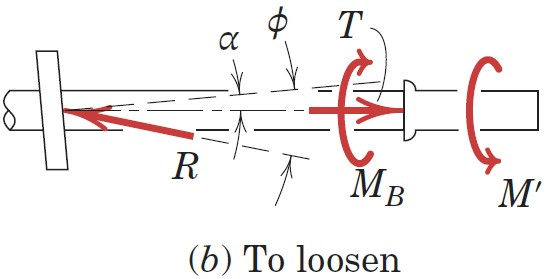 α ϕ T
R
M_B
M′
(b) To loosen